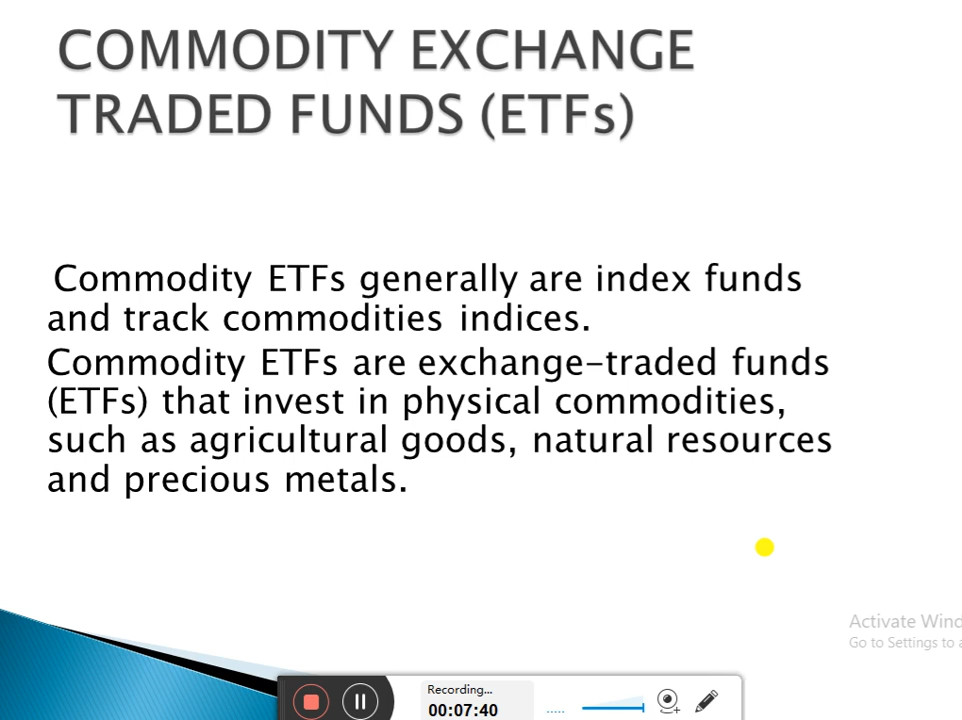 COMMODITY EXCHANGE
TRADED FUNDS (ETFs)
Commodity ETFs generally are index funds
and track commodities indices.
Commodity ETFs are exchange-traded funds
(ETFs) that invest in physical commodities,
such as agricultural goods, natural resources
and precious metals.
Activate Wind
Go to Settings to a
Recording...
00:07:40